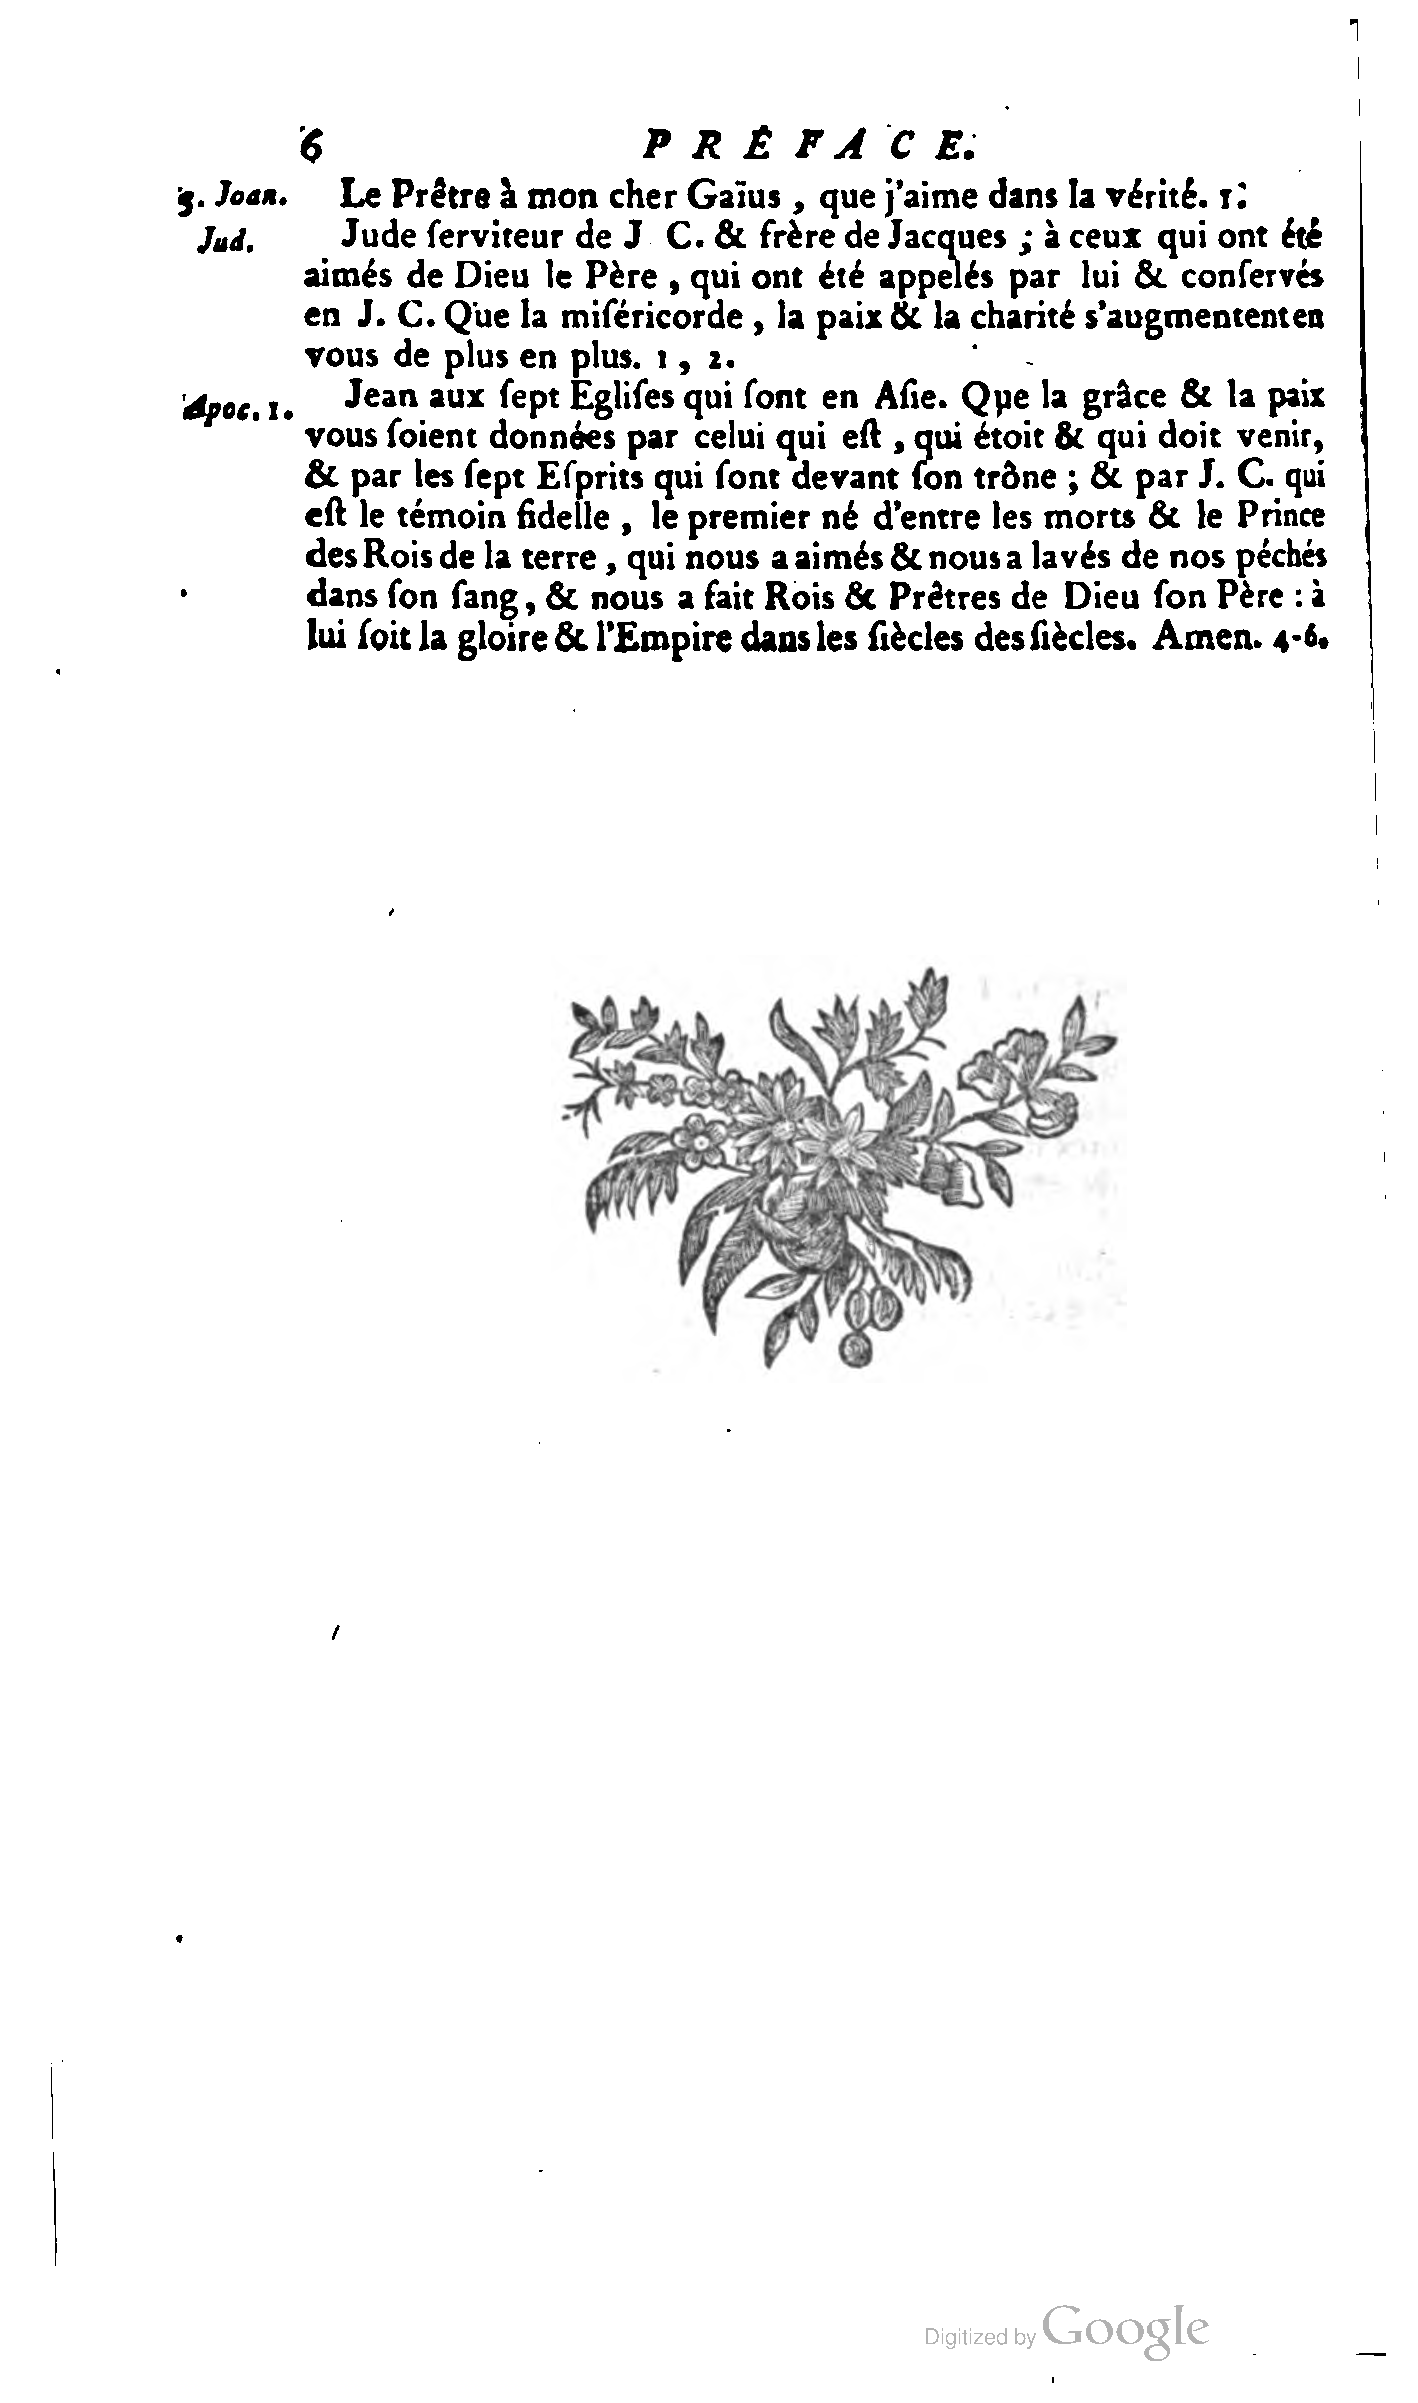 6 PRÉFACE.
3. Joan. Le Prêtre à mon cher Gaïus , que j'aime dans la vérité. 1.
Jud. Jude ſerviteur de J C. & frère de Jacques ; à ceux qui ont été
aimés de Dieu le Père , qui ont été appelés par lui & conſervés
en J. C. Que la miſéricorde , la paix & la charité s'augmentent en
vous de plus en plus. 1 , 2.
Apoc. 1. Jean aux ſept Egliſes qui ſont en Aſie. Que la grâce & la paix
vous ſoient données par celui qui eſt , qui étoit & qui doit venir,
& par les ſept Eſprits qui ſont devant ſon trône ; & par J. C. qui
eſt le témoin fidelle , le premier né d'entre les morts & le Prince
des Rois de la terre , qui nous a aimés & nous a lavés de nos péchés
dans ſon ſang, & nous a fait Rois & Prêtres de Dieu ſon Père : à
lui ſoit la gloire & l'Empire dans les ſiècles des ſiècles. Amen. 4-6.
Digitized by Google